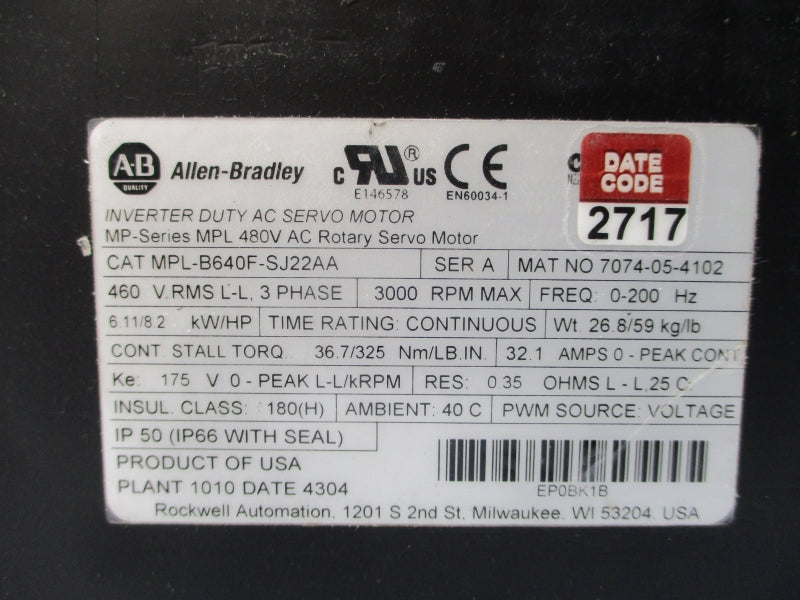 A-B QUALITY Allen-Bradley c RU ® US CE DATE CODE
E146578 EN60034-1
2717
INVERTER DUTY AC SERVO MOTOR
MP-Series MPL 480V AC Rotary Servo Motor
CAT MPL-B640F-SJ22AA SER A MAT NO 7074-05-4102
460 V.RMS L-L, 3 PHASE 3000 RPM MAX FREQ: 0-200 Hz
6.11/8.2 kW/HP TIME RATING: CONTINUOUS Wt. 26.8/59 kg/lb
CONT. STALL TORQ.. 36.7/325 Nm/LB.IN. 32.1 AMPS 0 - PEAK CONT
Ke: 175 V 0 - PEAK L-L/kRPM RES: 0.35 OHMS L - L,25 C
INSUL. CLASS: 180(H) AMBIENT: 40 C PWM SOURCE: VOLTAGE
IP 50 (IP66 WITH SEAL)
PRODUCT OF USA
PLANT 1010 DATE 4304 EP0BK1B
Rockwell Automation, 1201 S 2nd St, Milwaukee, WI 53204, USA